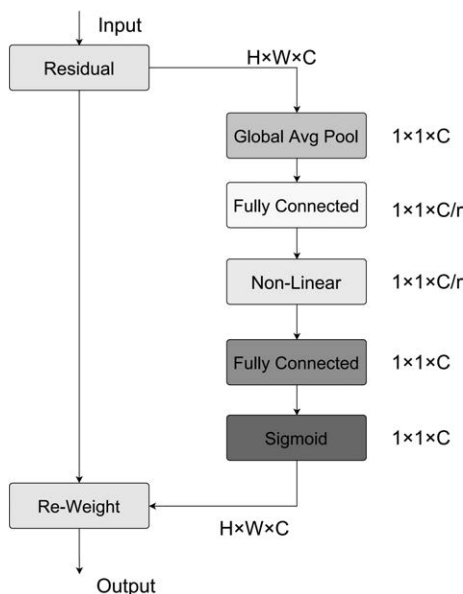 Input
Residual
H×W×C
Global Avg Pool
1×1×C
Fully Connected
1×1×C/r
Non-Linear
1×1×C/r
Fully Connected
1×1×C
Sigmoid
1×1×C
Re-Weight
H×W×C
Output